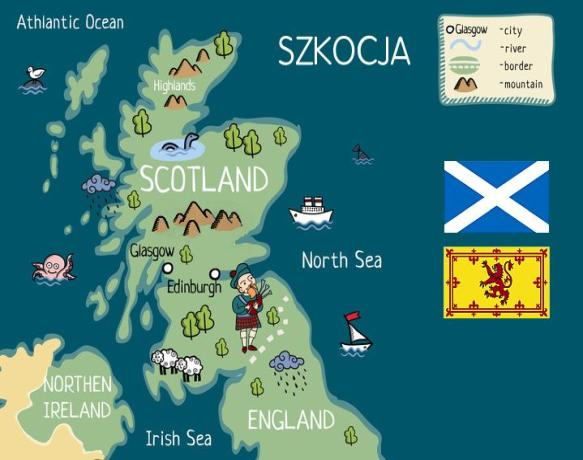 Athlantic Ocean
SZKOCJA
Glasgow -city
-river
-border
-mountain
Highlands
SCOTLAND
Glasgow
Edinburgh
North Sea
NORTHEN
IRELAND
ENGLAND
Irish Sea